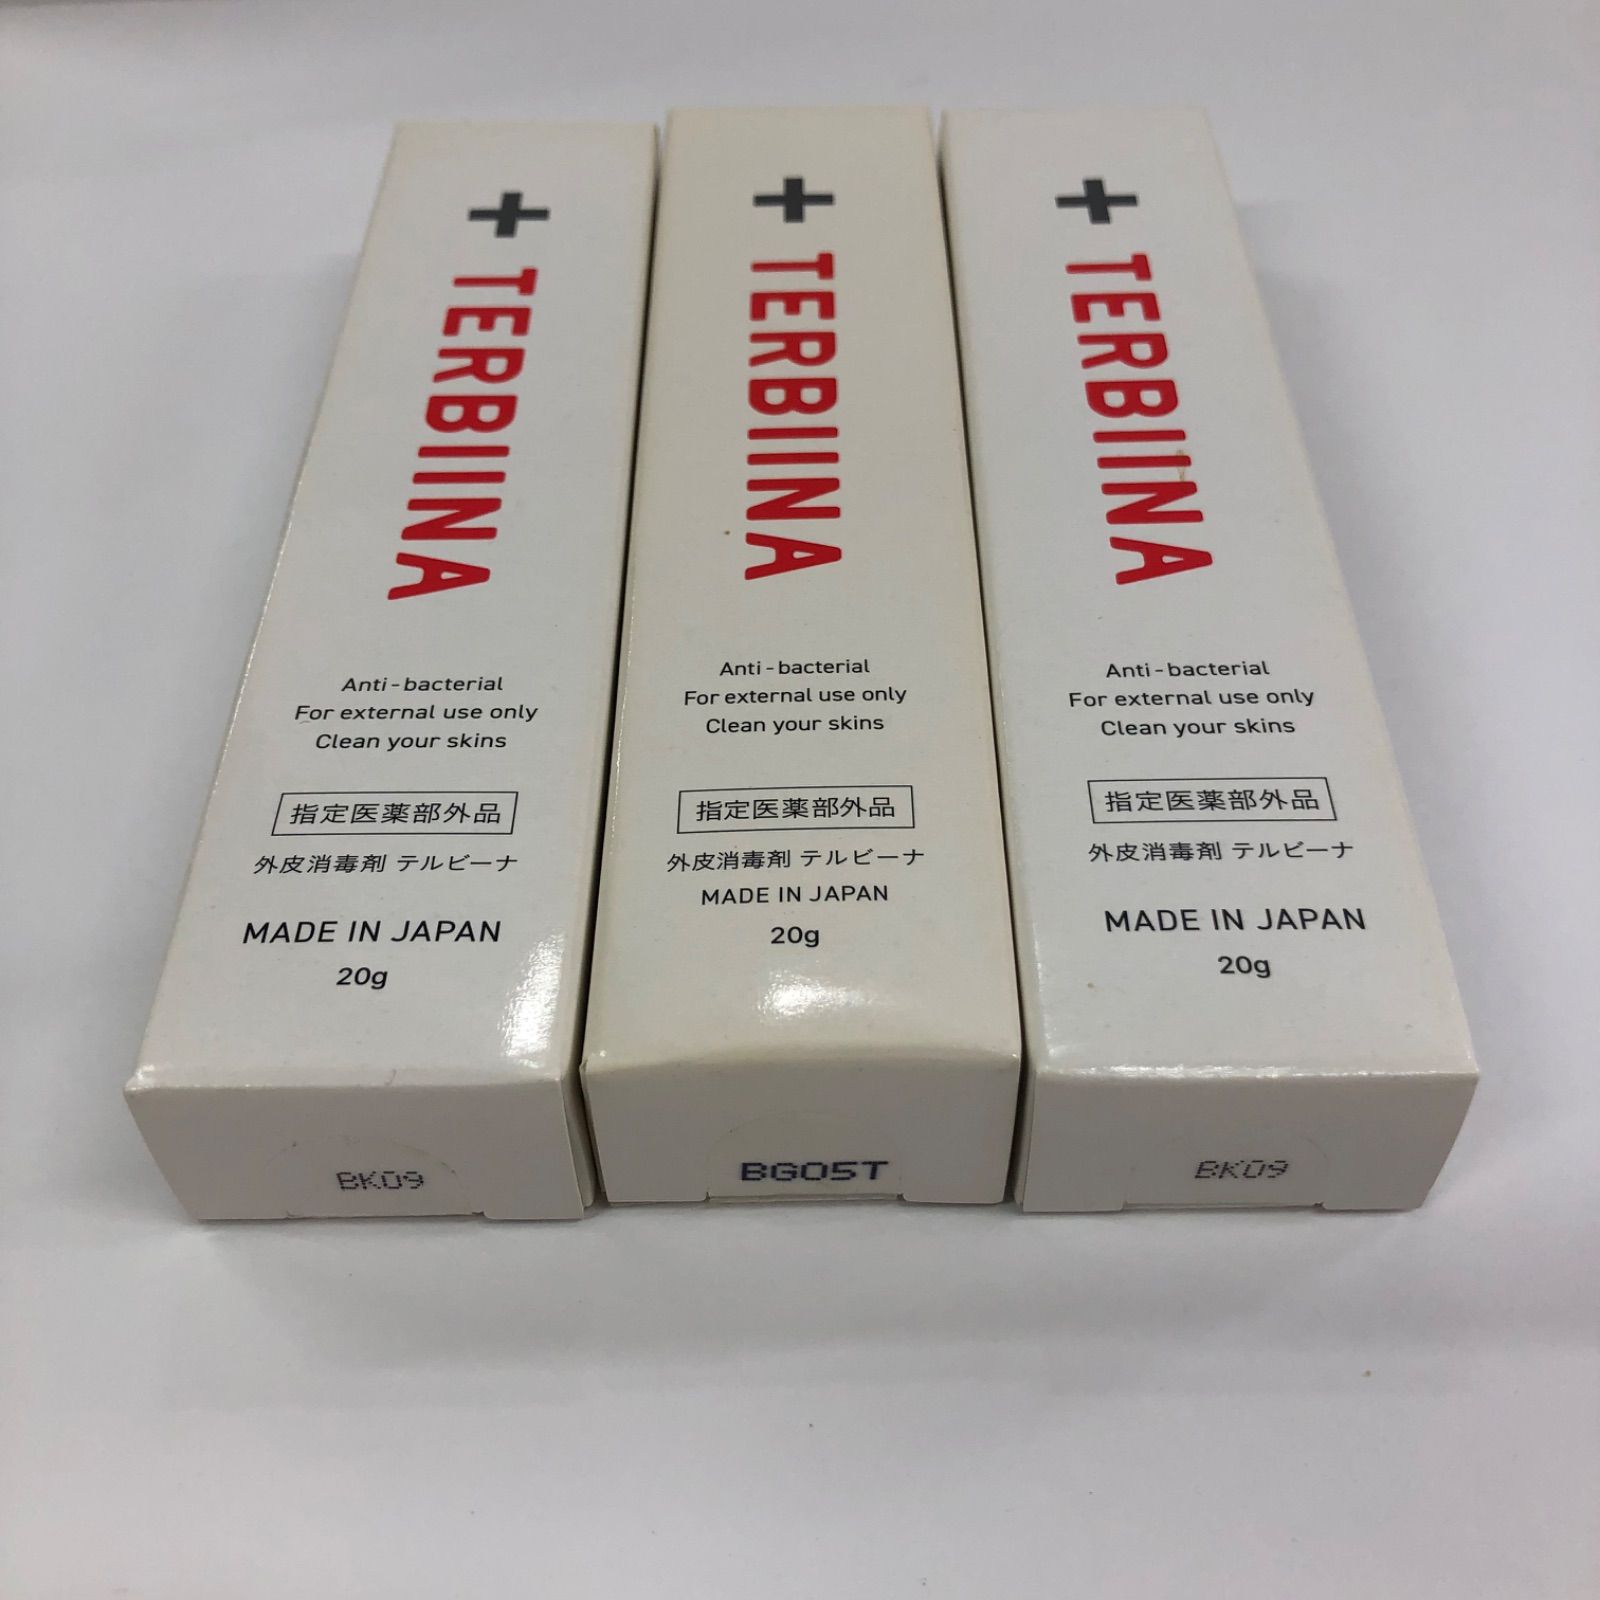 + TERBIINA
Anti-bacterial
For external use only
Clean your skins
指定医薬部外品
外皮消毒剤 テルビーナ
MADE IN JAPAN
20g
BK09
+ TERBIINA
Anti-bacterial
For external use only
Clean your skins
指定医薬部外品
外皮消毒剤 テルビーナ
MADE IN JAPAN
20g
BG05T
+ TERBIINA
Anti-bacterial
For external use only
Clean your skins
指定医薬部外品
外皮消毒剤 テルビーナ
MADE IN JAPAN
20g
BK09